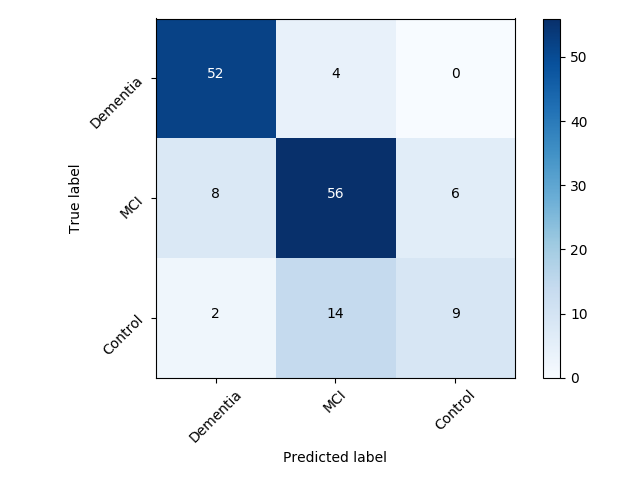 True label
Dementia
MCI
Control
52 4 0
8 56 6
2 14 9
Dementia MCI Control
Predicted label
50
40
30
20
10
0